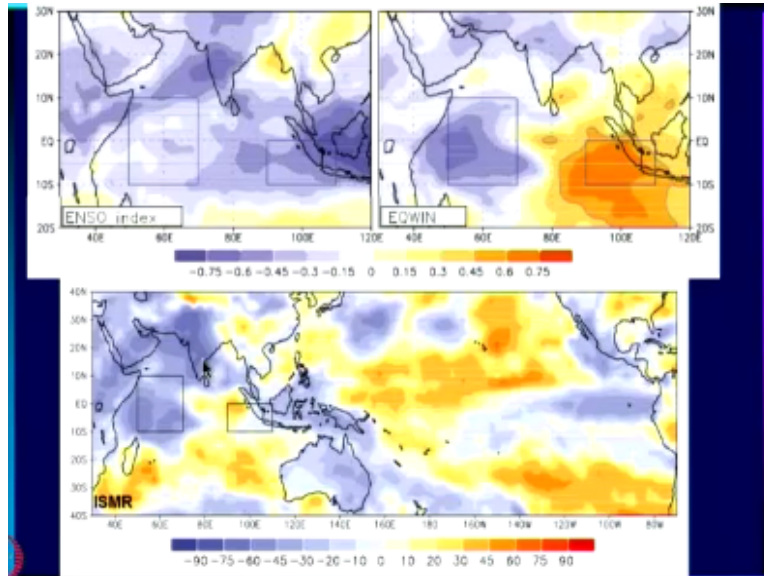 30N
20N
10N
EQ
10S
20S
ENSO index
40E 60E 80E 100E
EQWIN
40E 60E 80E 100E 120E
30N
20N
10N
EQ
10S
20S
-0.75 -0.6 -0.45 -0.3 -0.15 0 0.15 0.3 0.45 0.6 0.75
40N
30N
20N
10N
EQ
10S
20S
30S
40S
ISMR
40E 60E 80E 100E 120E 140E 160E 180 160W 140W 120W 100W 80W
-90 -75 -60 -45 -30 -20 -10 0 10 20 30 45 60 75 90